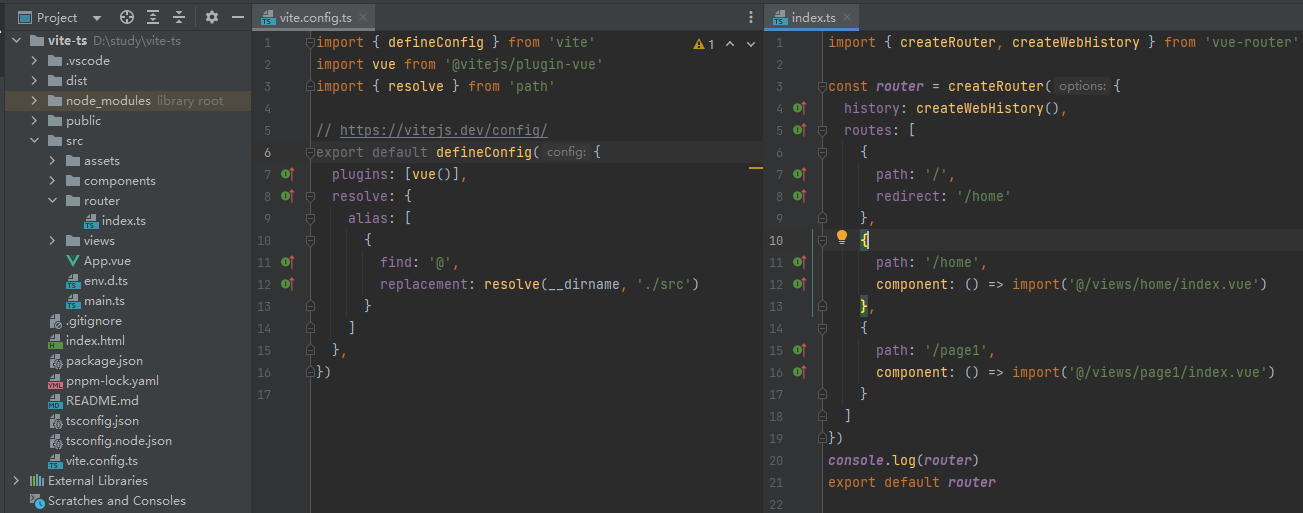 Project
vite-ts D:\study\vite-ts
.vscode
dist
node_modules library root
public
src
assets
components
router
index.ts
views
App.vue
env.d.ts
main.ts
.gitignore
index.html
package.json
pnpm-lock.yaml
README.md
tsconfig.json
tsconfig.node.json
vite.config.ts
External Libraries
Scratches and Consoles
vite.config.ts
1
1 import { defineConfig } from 'vite'
2 import vue from '@vitejs/plugin-vue'
3 import { resolve } from 'path'
4
5 // https://vitejs.dev/config/
6 export default defineConfig( config: {
7 plugins: [vue()],
8 resolve: {
9 alias: [
10 {
11 find: '@',
12 replacement: resolve(__dirname, './src')
13 }
14 ]
15 },
16 })
17
index.ts
1 import { createRouter, createWebHistory } from 'vue-router'
2
3 const router = createRouter( options: {
4 history: createWebHistory(),
5 routes: [
6 {
7 path: '/',
8 redirect: '/home'
9 },
10 {
11 path: '/home',
12 component: () => import('@/views/home/index.vue')
13 },
14 {
15 path: '/page1',
16 component: () => import('@/views/page1/index.vue')
17 }
18 ]
19 })
20 console.log(router)
21 export default router
22